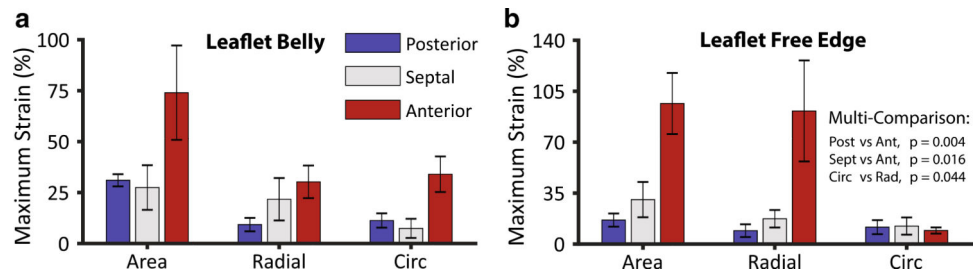 a
Leaflet Belly
Maximum Strain (%)
100
75
50
25
0
Posterior
Septal
Anterior
Area Radial Circ
b
Leaflet Free Edge
Maximum Strain (%)
140
105
70
35
0
Multi-Comparison:
Post vs Ant, p = 0.004
Sept vs Ant, p = 0.016
Circ vs Rad, p = 0.044
Area Radial Circ